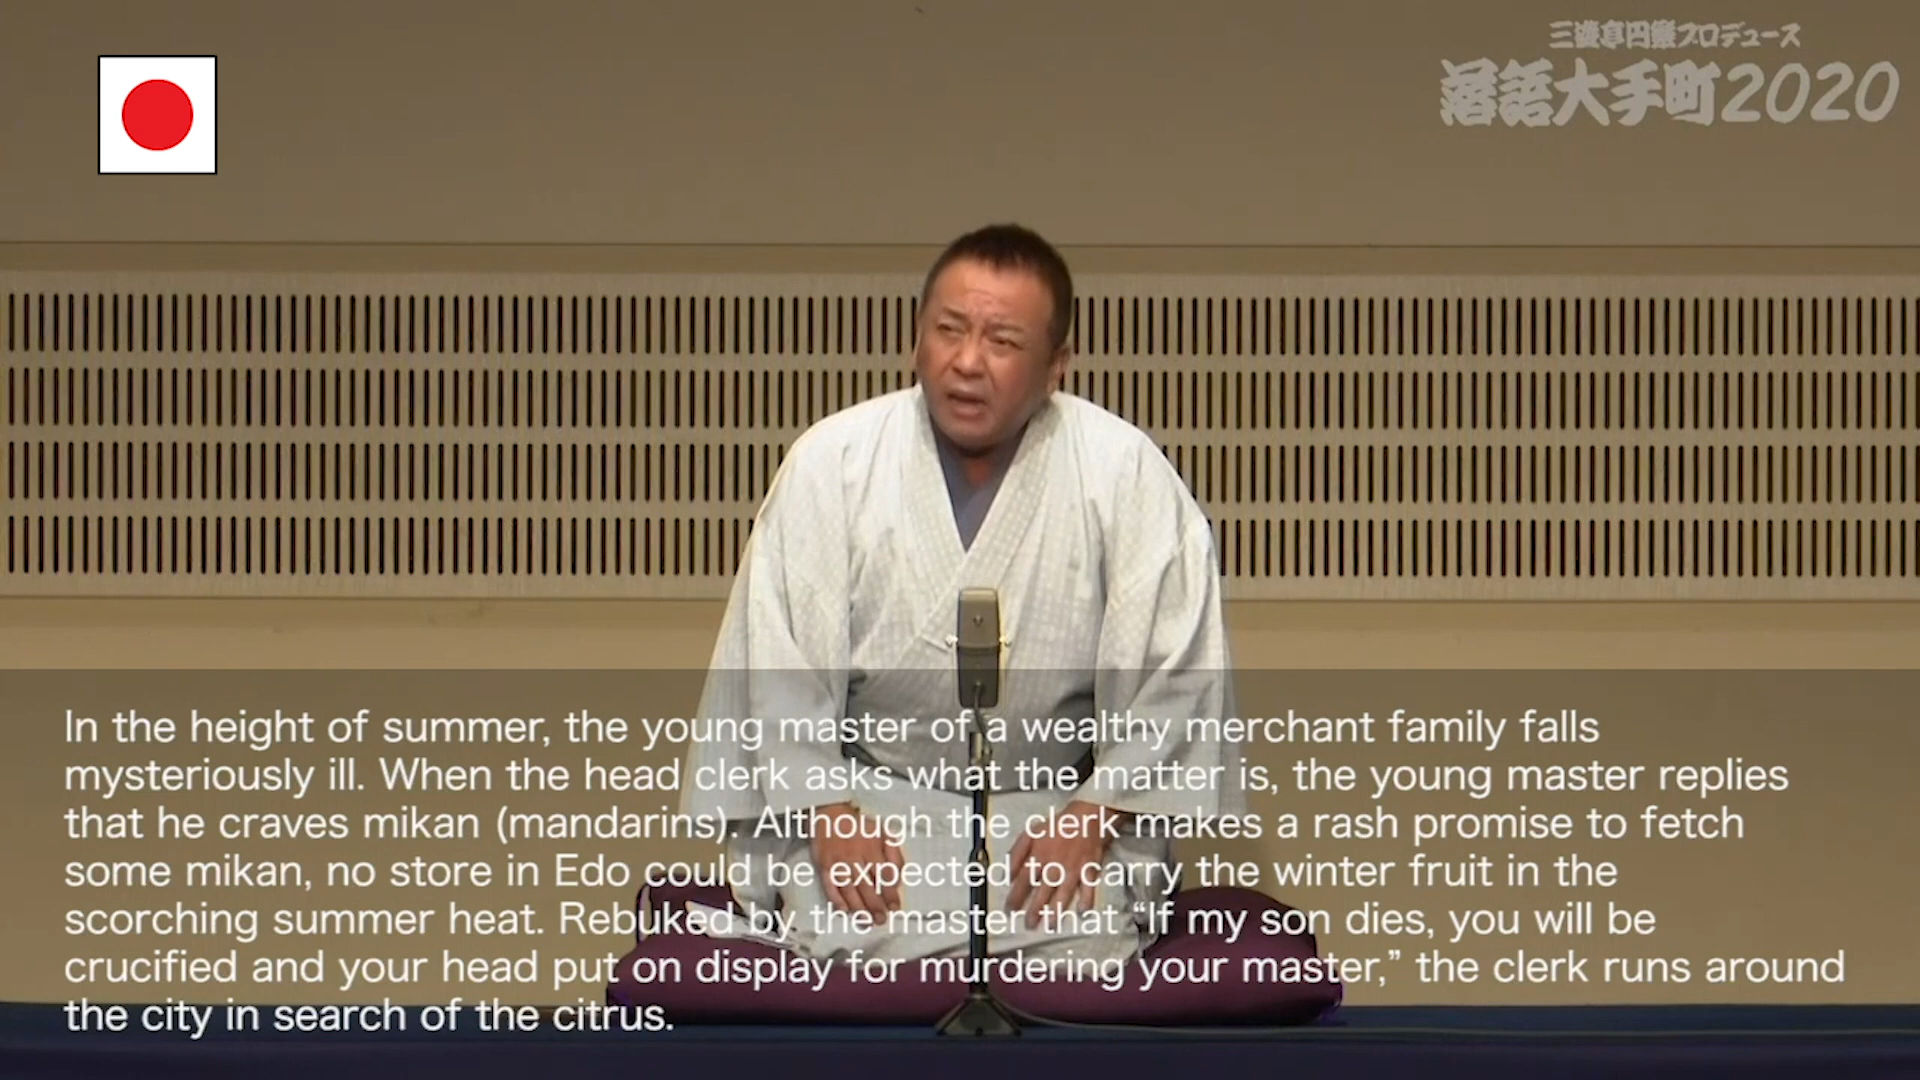 三遊亭円楽プロデュース
落語大手町2020
In the height of summer, the young master of a wealthy merchant family falls
mysteriously ill. When the head clerk asks what the matter is, the young master replies
that he craves mikan (mandarins). Although the clerk makes a rash promise to fetch
some mikan, no store in Edo could be expected to carry the winter fruit in the
scorching summer heat. Rebuked by the master that “If my son dies, you will be
crucified and your head put on display for murdering your master,” the clerk runs around
the city in search of the citrus.